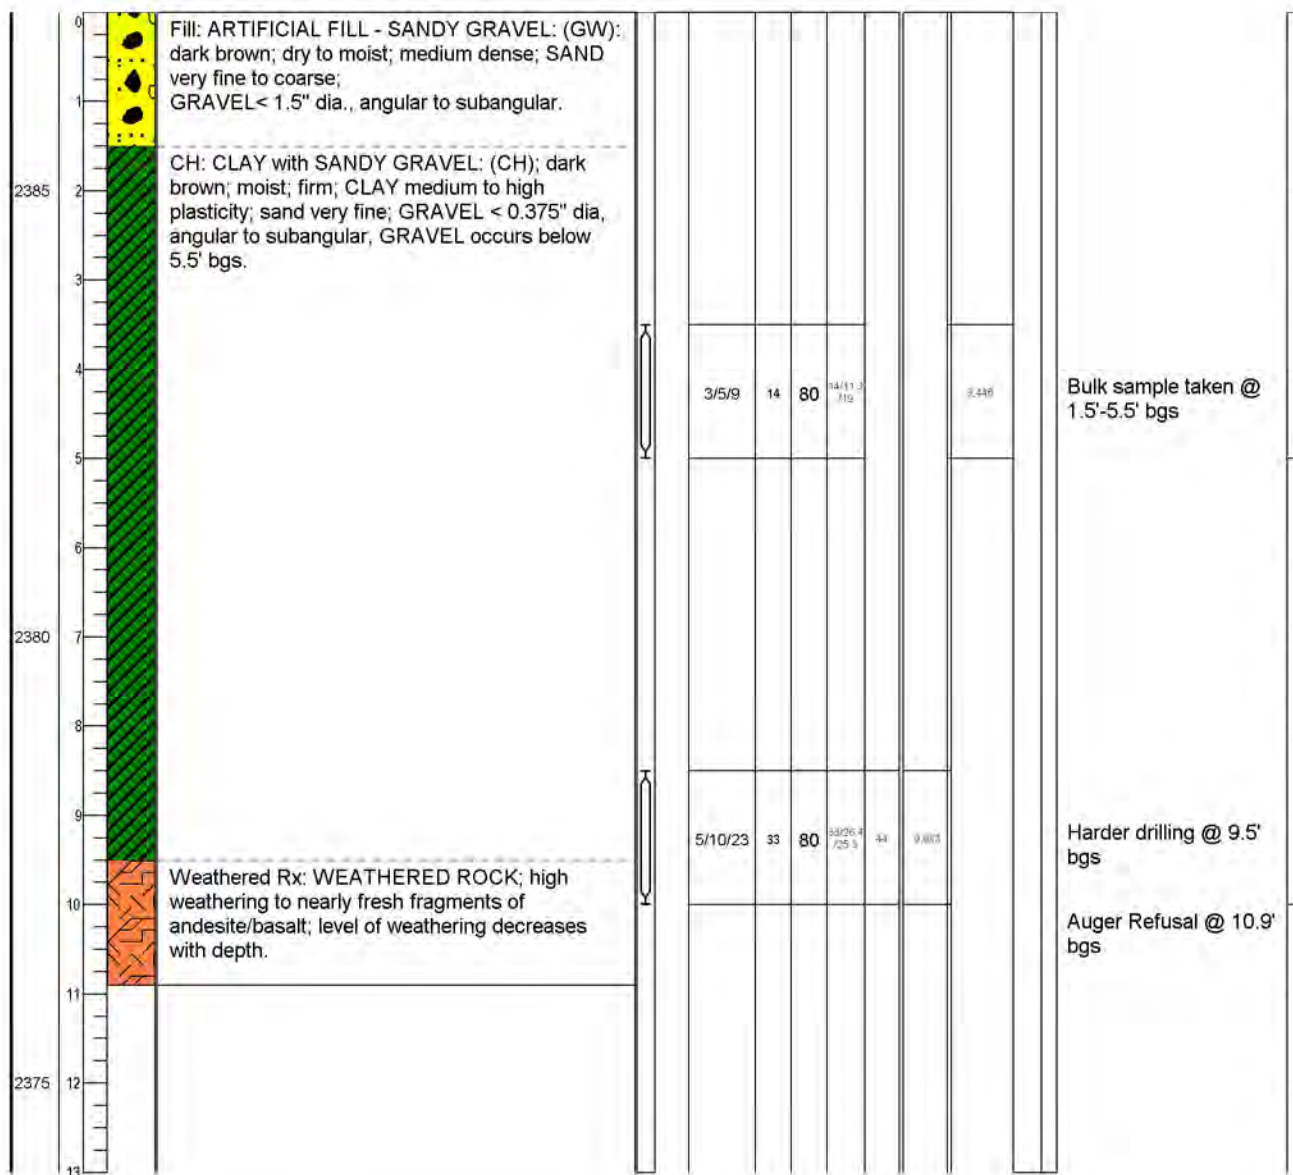 0
Fill: ARTIFICIAL FILL - SANDY GRAVEL: (GW):
dark brown; dry to moist; medium dense; SAND
very fine to coarse;
GRAVEL< 1.5" dia., angular to subangular.
1
CH: CLAY with SANDY GRAVEL: (CH); dark
brown; moist; firm; CLAY medium to high
plasticity; sand very fine; GRAVEL < 0.375" dia,
angular to subangular, GRAVEL occurs below
5.5' bgs.
2385
2
3
4
3/5/9 14 80
Bulk sample taken @
1.5'-5.5' bgs
5
6
2380
7
8
9
5/10/23 33 80 44
Harder drilling @ 9.5'
bgs
Weathered Rx: WEATHERED ROCK; high
weathering to nearly fresh fragments of
andesite/basalt; level of weathering decreases
with depth.
10
Auger Refusal @ 10.9'
bgs
11
2375
12
13